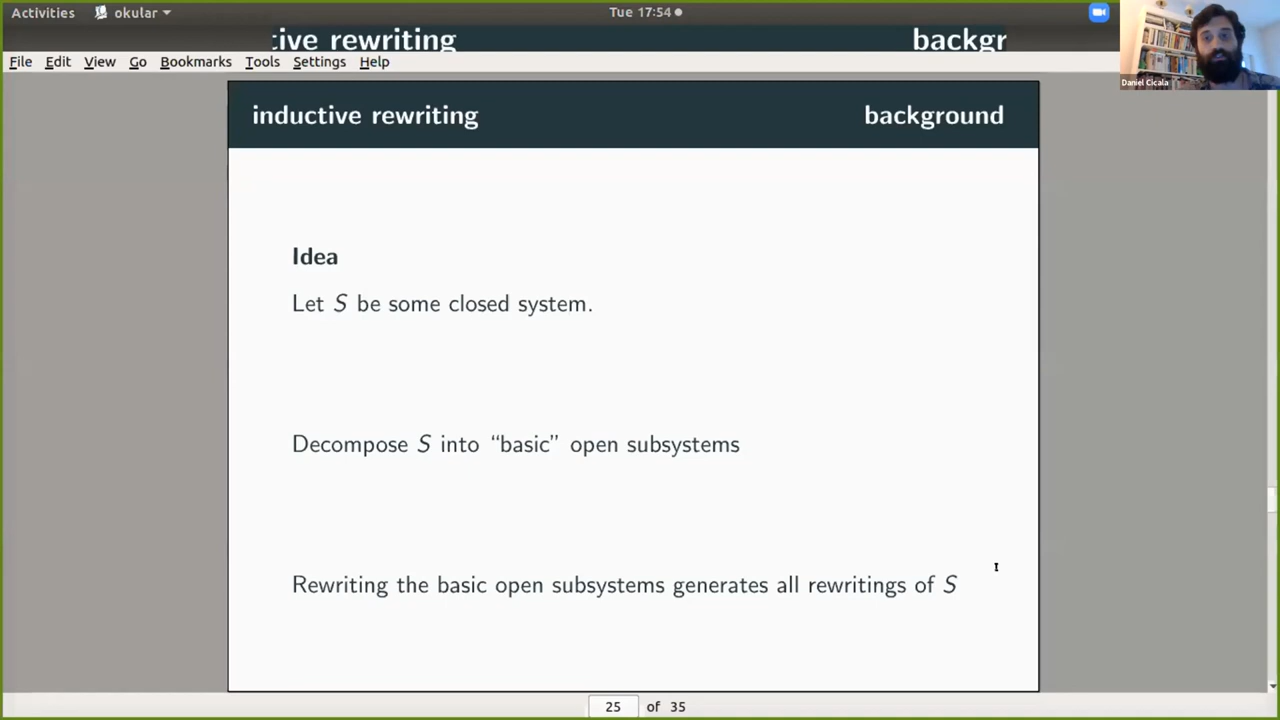 Activities okular Tue 17:54
tive rewriting backgr
File Edit View Go Bookmarks Tools Settings Help
Daniel Cicala
inductive rewriting background
Idea
Let S be some closed system.
Decompose S into “basic” open subsystems
Rewriting the basic open subsystems generates all rewritings of S
25 of 35